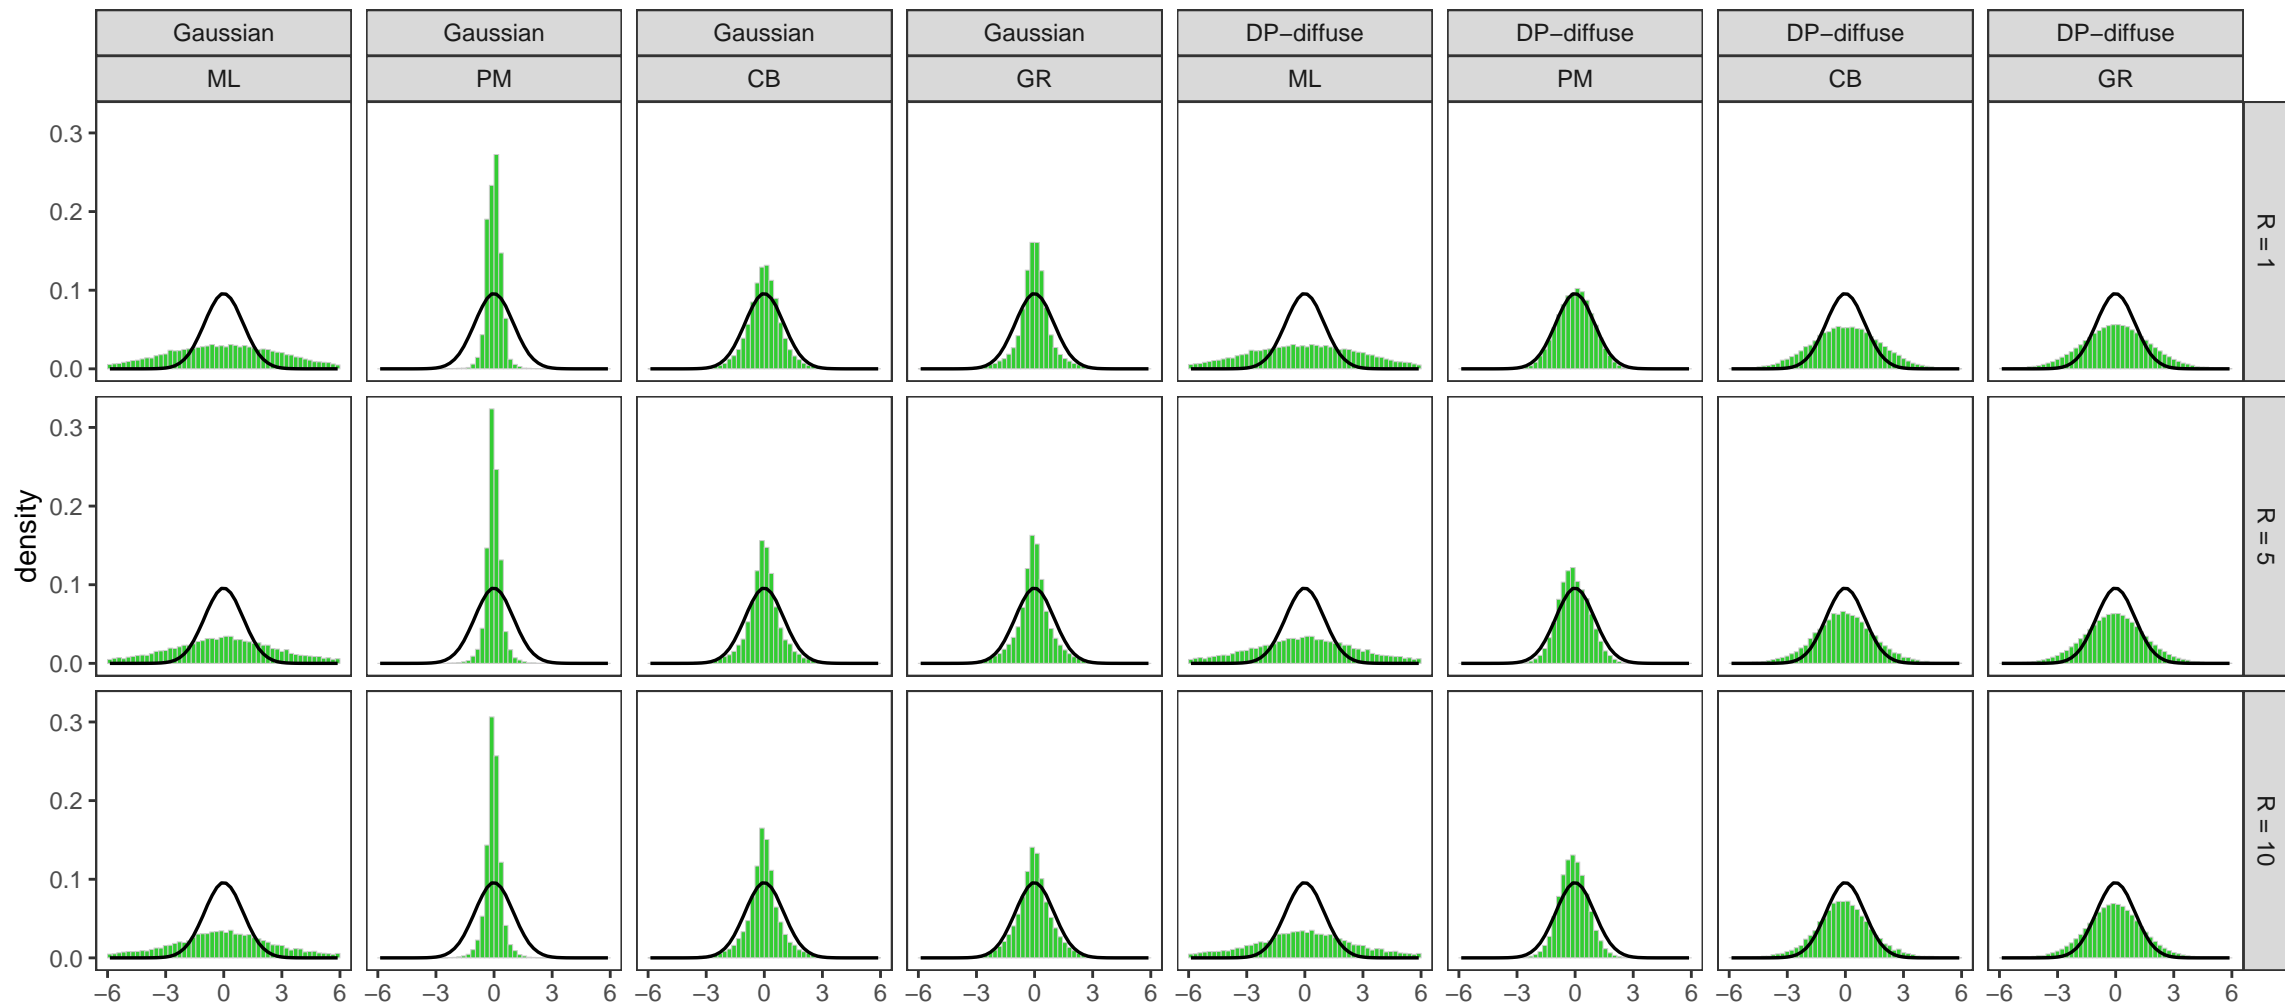 Gaussian Gaussian Gaussian Gaussian DP−diffuse DP−diffuse DP−diffuse DP−diffuse
ML PM CB GR ML PM CB GR
0.3
0.2
0.1
0.0
R = 1
density
0.3
0.2
0.1
0.0
R = 5
0.3
0.2
0.1
0.0
R = 10
−6 −3 0 3 6 −6 −3 0 3 6 −6 −3 0 3 6 −6 −3 0 3 6 −6 −3 0 3 6 −6 −3 0 3 6 −6 −3 0 3 6 −6 −3 0 3 6